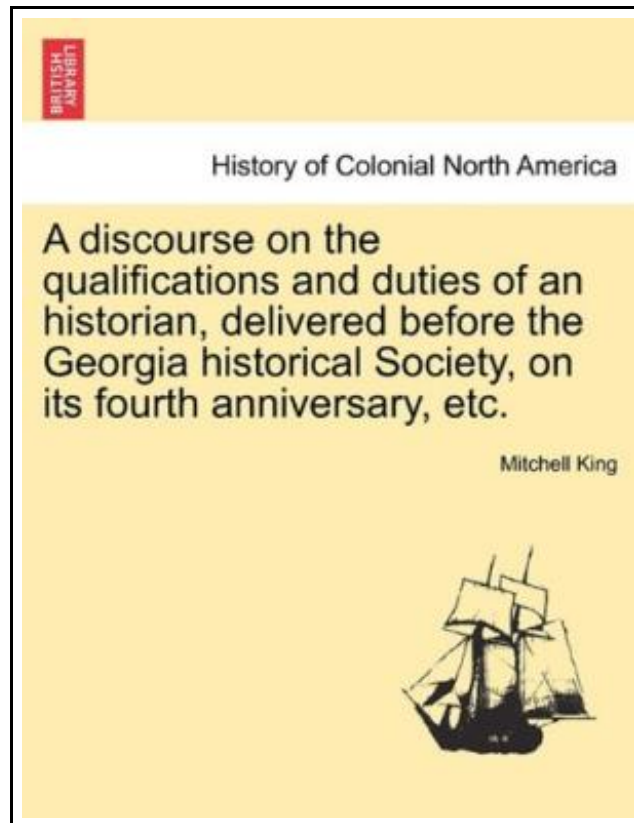 BRITISH
LIBRARY
History of Colonial North America
A discourse on the
qualifications and duties of an
historian, delivered before the
Georgia historical Society, on
its fourth anniversary, etc.
Mitchell King